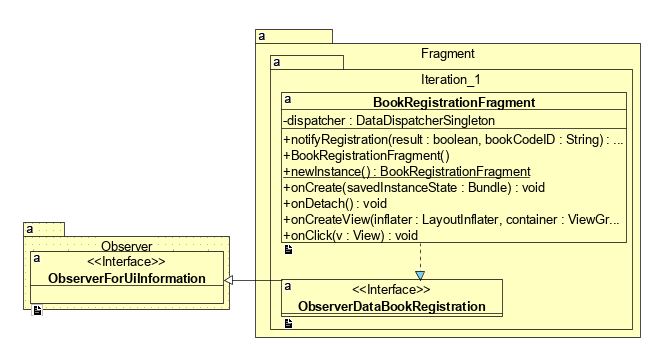 a
Fragment
a
Iteration_1
a
BookRegistrationFragment
-dispatcher : DataDispatcherSingleton
+notifyRegistration(result : boolean, bookCodeID : String) : ...
+BookRegistrationFragment()
+newInstance() : BookRegistrationFragment
+onCreate(savedInstanceState : Bundle) : void
+onDetach() : void
+onCreateView(inflater : LayoutInflater, container : ViewGr...
+onClick(v : View) : void
a
Observer
a
<<Interface>>
ObserverForUiInformation
a
<<Interface>>
ObserverDataBookRegistration